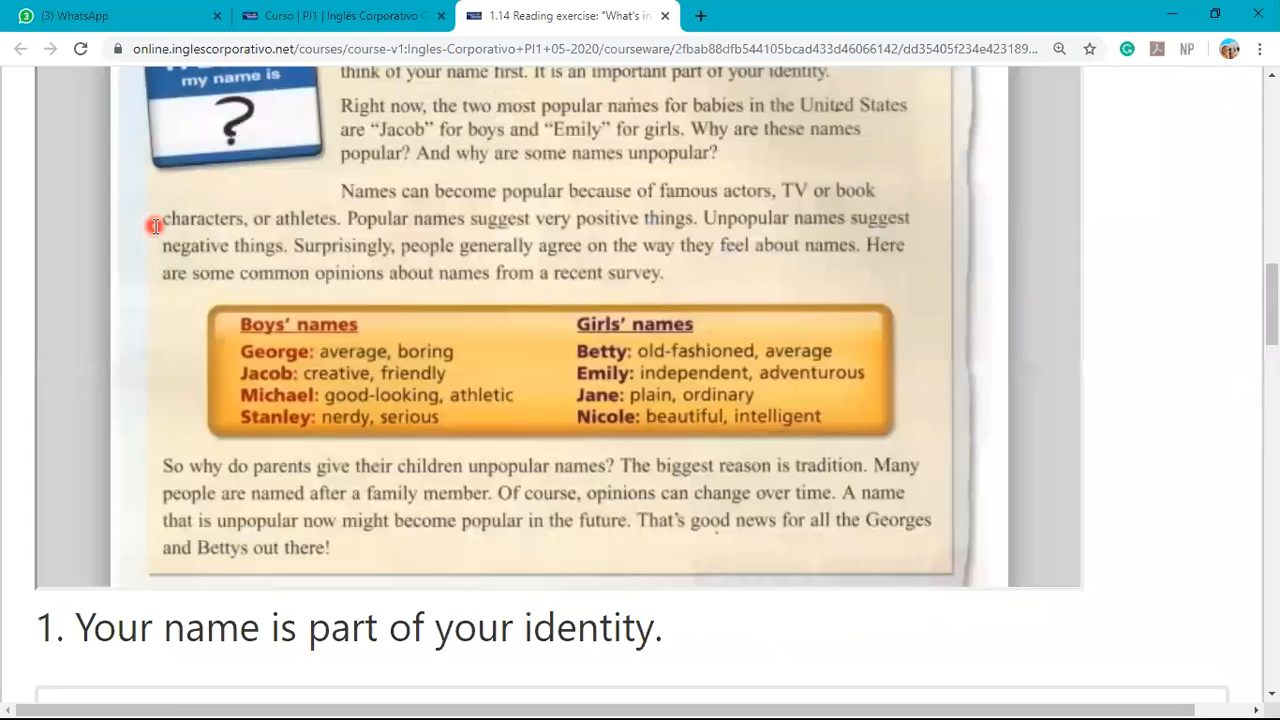 (3) WhatsApp
Curso | PI1 | Inglés Corporativo C
1.14 Reading exercise: "What's in
online.inglescorporativo.net/courses/course-v1:Ingles-Corporativo+PI1+05-2020/courseware/2fbab88dfb544105bcad433d46066142/dd35405f234e423189...
NP
my name is
?
think of your name first. It is an important part of your identity.
Right now, the two most popular names for babies in the United States
are “Jacob” for boys and “Emily” for girls. Why are these names
popular? And why are some names unpopular?
Names can become popular because of famous actors, TV or book
characters, or athletes. Popular names suggest very positive things. Unpopular names suggest
negative things. Surprisingly, people generally agree on the way they feel about names. Here
are some common opinions about names from a recent survey.
Boys’ names
George: average, boring
Jacob: creative, friendly
Michael: good-looking, athletic
Stanley: nerdy, serious
Girls’ names
Betty: old-fashioned, average
Emily: independent, adventurous
Jane: plain, ordinary
Nicole: beautiful, intelligent
So why do parents give their children unpopular names? The biggest reason is tradition. Many
people are named after a family member. Of course, opinions can change over time. A name
that is unpopular now might become popular in the future. That’s good news for all the Georges
and Bettys out there!
1. Your name is part of your identity.